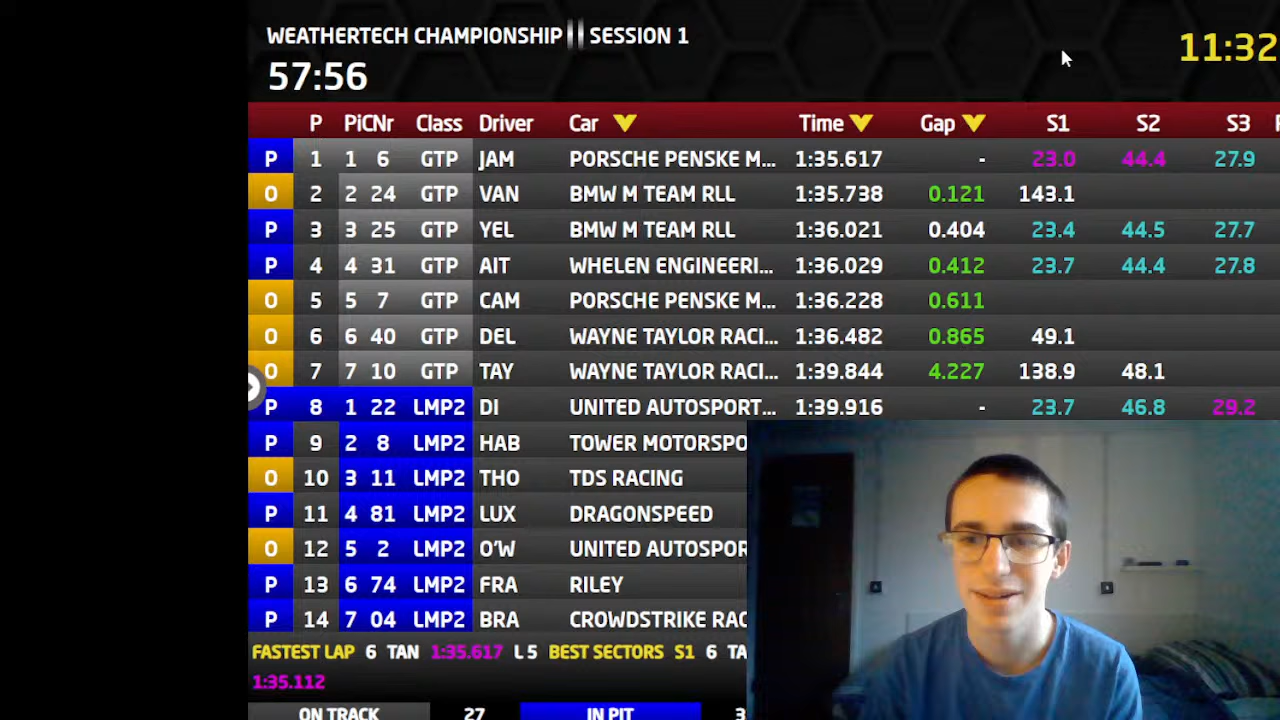 WEATHERTECH CHAMPIONSHIP || SESSION 1
11:32
57:56
P PiC Nr Class Driver Car Time Gap S1 S2 S3
P 1 1 6 GTP JAM PORSCHE PENSKE M... 1:35.617 - 23.0 44.4 27.9
O 2 2 24 GTP VAN BMW M TEAM RLL 1:35.738 0.121 143.1
P 3 3 25 GTP YEL BMW M TEAM RLL 1:36.021 0.404 23.4 44.5 27.7
P 4 4 31 GTP AIT WHELEN ENGINEERI... 1:36.029 0.412 23.7 44.4 27.8
O 5 5 7 GTP CAM PORSCHE PENSKE M... 1:36.228 0.611
O 6 6 40 GTP DEL WAYNE TAYLOR RACI... 1:36.482 0.865 49.1
O 7 7 10 GTP TAY WAYNE TAYLOR RACI... 1:39.844 4.227 138.9 48.1
P 8 1 22 LMP2 DI UNITED AUTOSPORT... 1:39.916 - 23.7 46.8 29.2
P 9 2 8 LMP2 HAB TOWER MOTORSPO
O 10 3 11 LMP2 THO TDS RACING
P 11 4 81 LMP2 LUX DRAGONSPEED
O 12 5 2 LMP2 O'W UNITED AUTOSPOR
P 13 6 74 LMP2 FRA RILEY
P 14 7 04 LMP2 BRA CROWDSTRIKE RAC
FASTEST LAP 6 TAN 1:35.617 L 5 BEST SECTORS S1 6 TA
1:35.112
ON TRACK 27 IN PIT 3